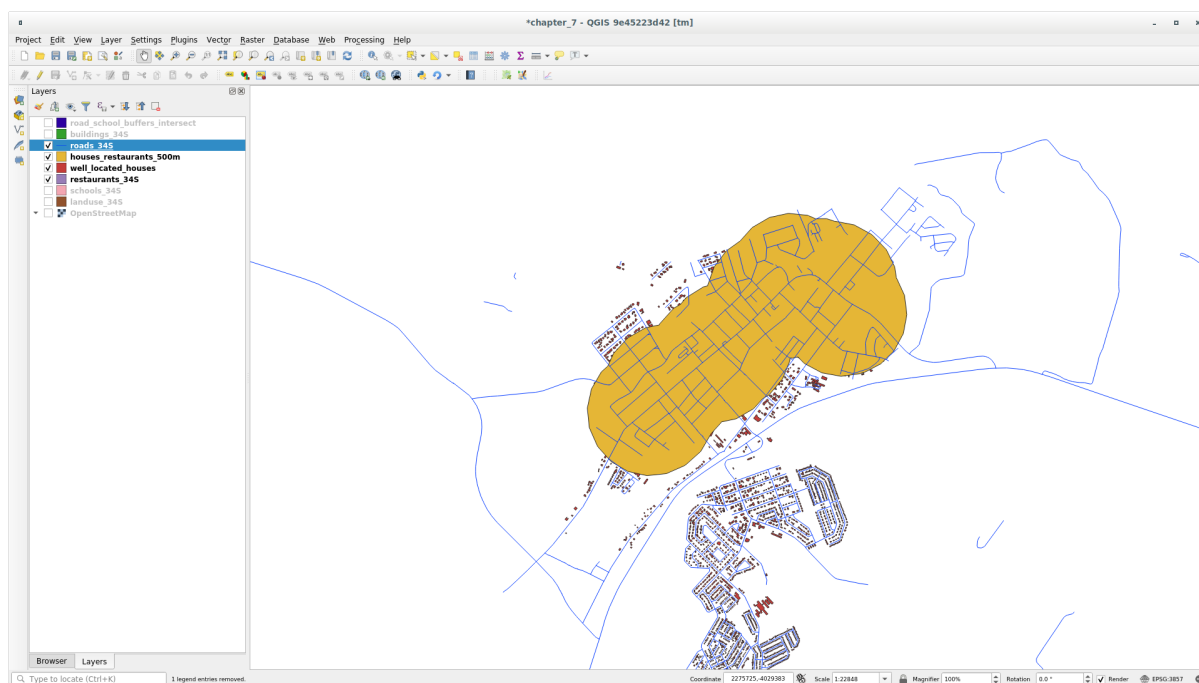 *chapter_7 - QGIS 9e45223d42 [tm]
Project Edit View Layer Settings Plugins Vector Raster Database Web Processing Help
Layers
road_school_buffers_intersect
buildings_34S
roads_34S
houses_restaurants_500m
well_located_houses
restaurants_34S
schools_34S
landuse_34S
OpenStreetMap
Browser Layers
Type to locate (Ctrl+K) 1 legend entries removed. Coordinate 2275725,-4029383 Scale 1:22848 Magnifier 100% Rotation 0.0 ° Render EPSG:3857